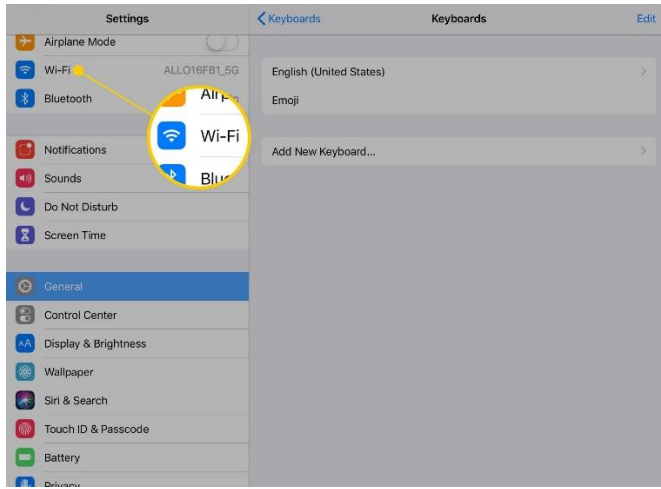 Settings
Airplane Mode
Wi-Fi
ALLO16FB1_5G
Bluetooth
Wi-Fi
Notifications
Sounds
Do Not Disturb
Screen Time
General
Control Center
Display & Brightness
AA
Wallpaper
Siri & Search
Touch ID & Passcode
Battery
Privacy
Keyboards
Keyboards
Edit
English (United States)
Emoji
Add New Keyboard...